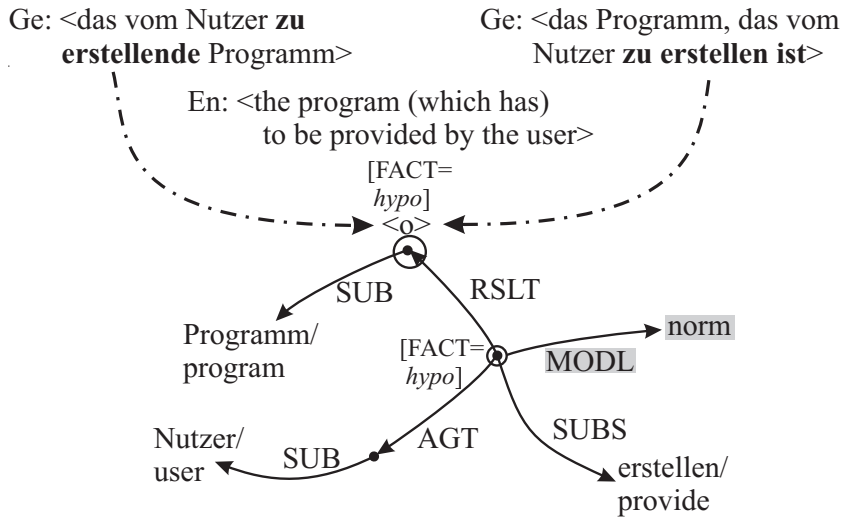 Ge: <das vom Nutzer zu
erstellende Programm>
Ge: <das Programm, das vom
Nutzer zu erstellen ist>
En: <the program (which has)
to be provided by the user>
[FACT=
hypo]
<o>
SUB
RSLT
Programm/
program
[FACT=
hypo]
norm
MODL
Nutzer/
user
SUB
AGT
SUBS
erstellen/
provide